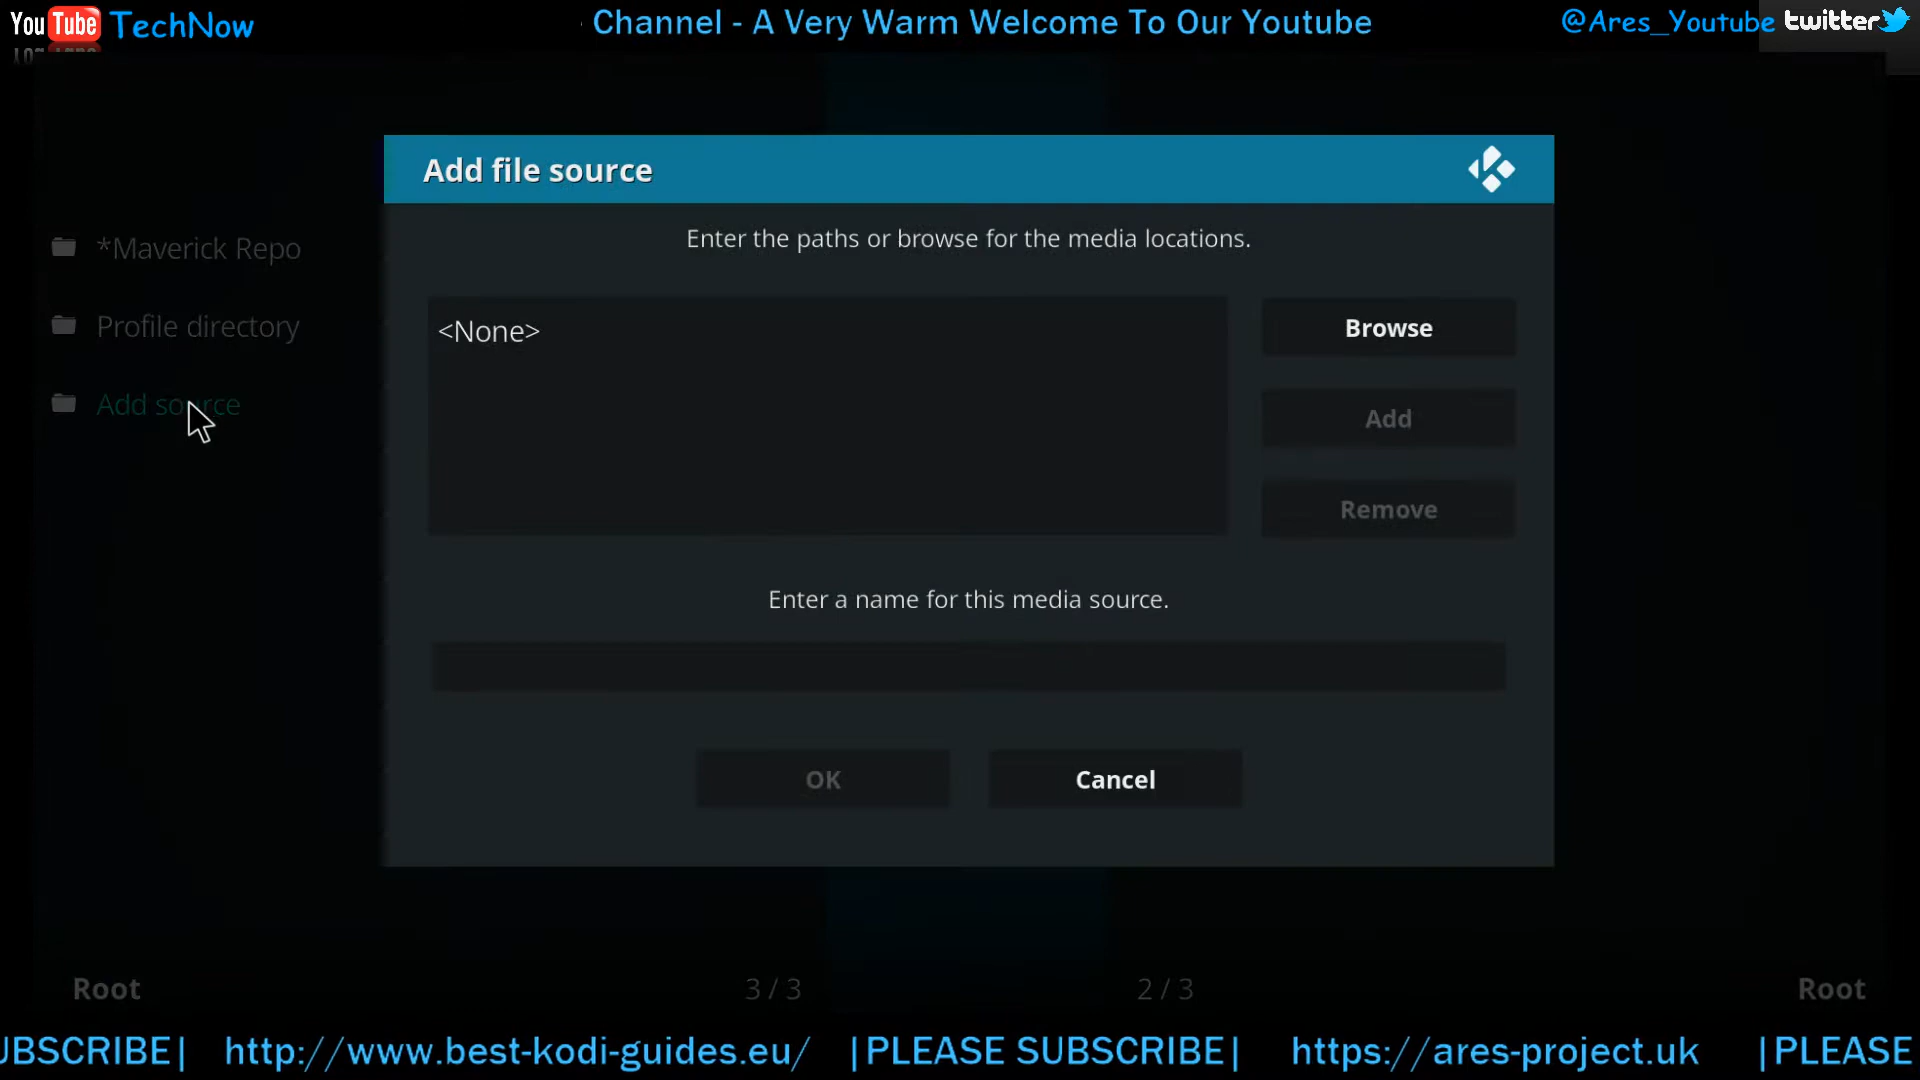 YouTube TechNow
Channel - A Very Warm Welcome To Our Youtube
@Ares_Youtube twitter
Add file source
Enter the paths or browse for the media locations.
*Maverick Repo
Profile directory
Add source
<None>
Browse
Add
Remove
Enter a name for this media source.
OK
Cancel
Root
3 / 3
2 / 3
Root
UBSCRIBE| http://www.best-kodi-guides.eu/ |PLEASE SUBSCRIBE| https://ares-project.uk |PLEASE